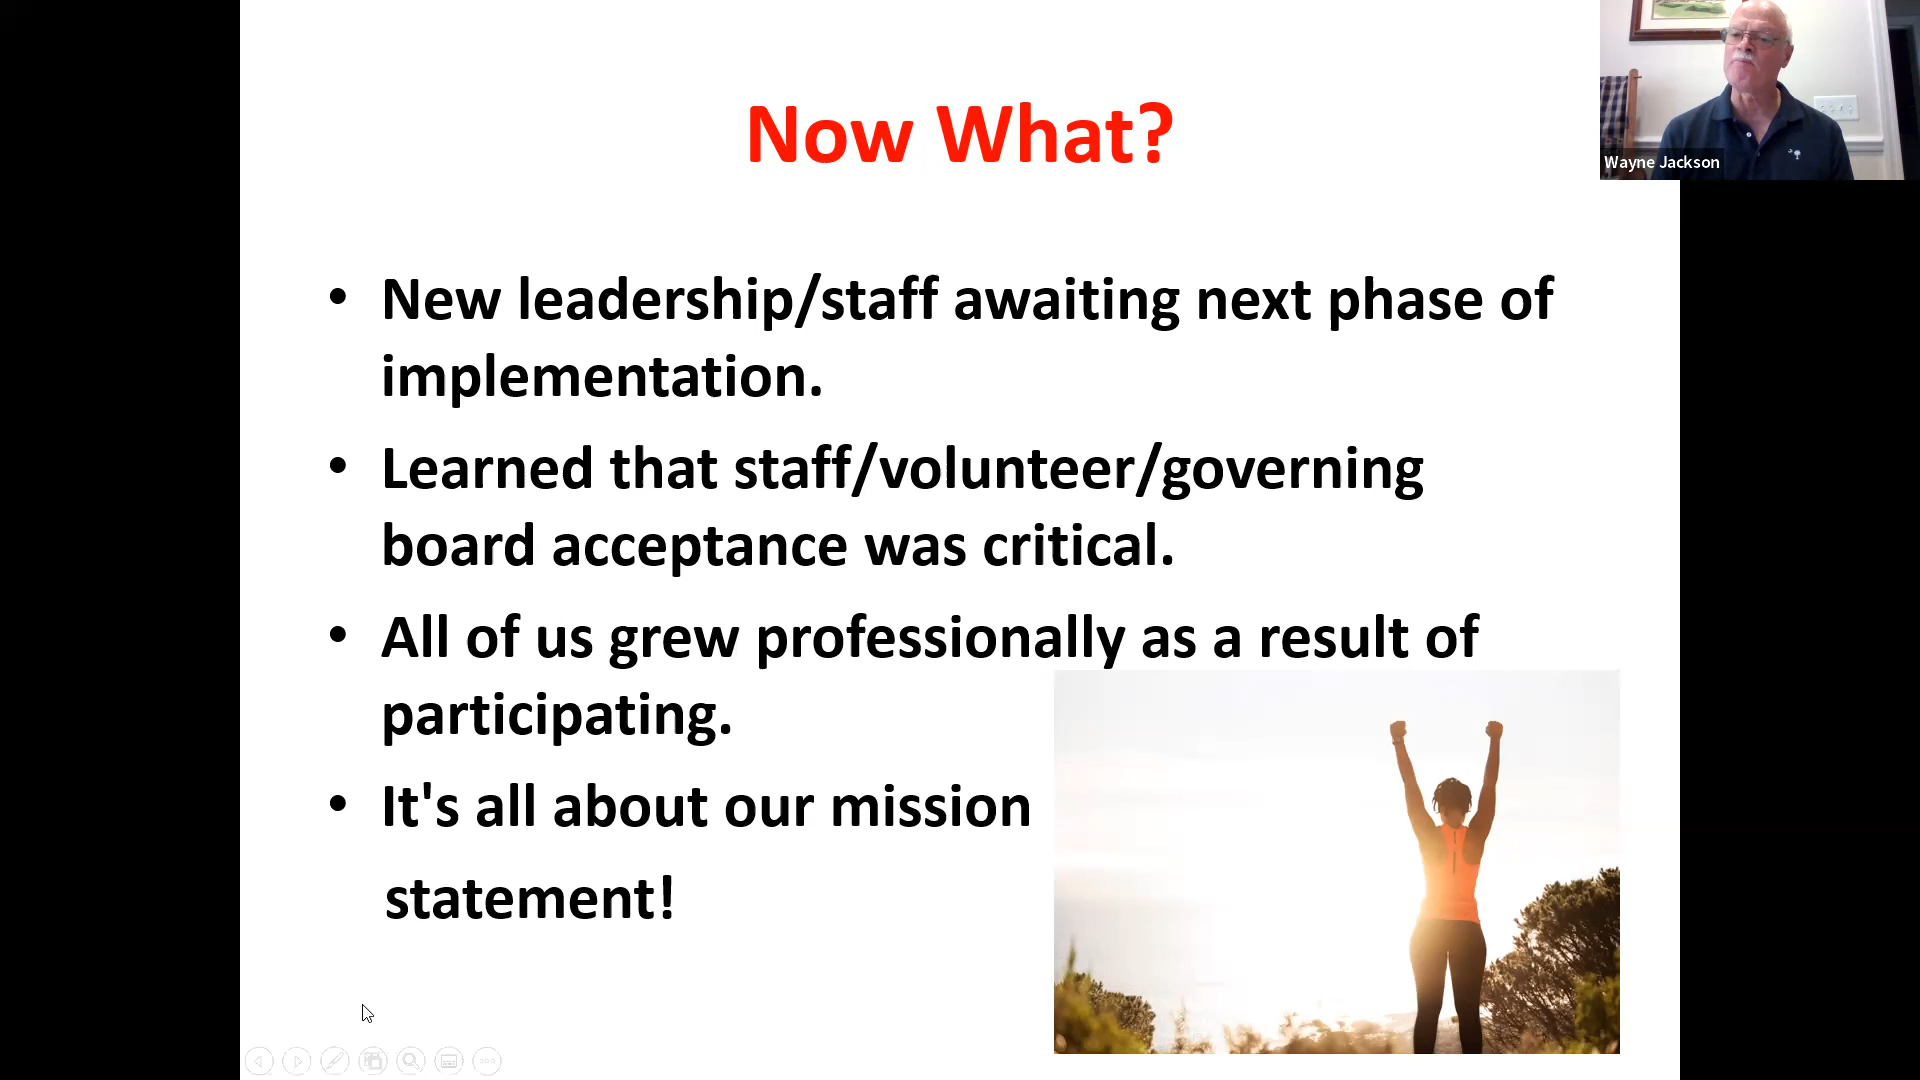 Now What?
Wayne Jackson
• New leadership/staff awaiting next phase of
implementation.
• Learned that staff/volunteer/governing
board acceptance was critical.
• All of us grew professionally as a result of
participating.
• It's all about our mission
statement!